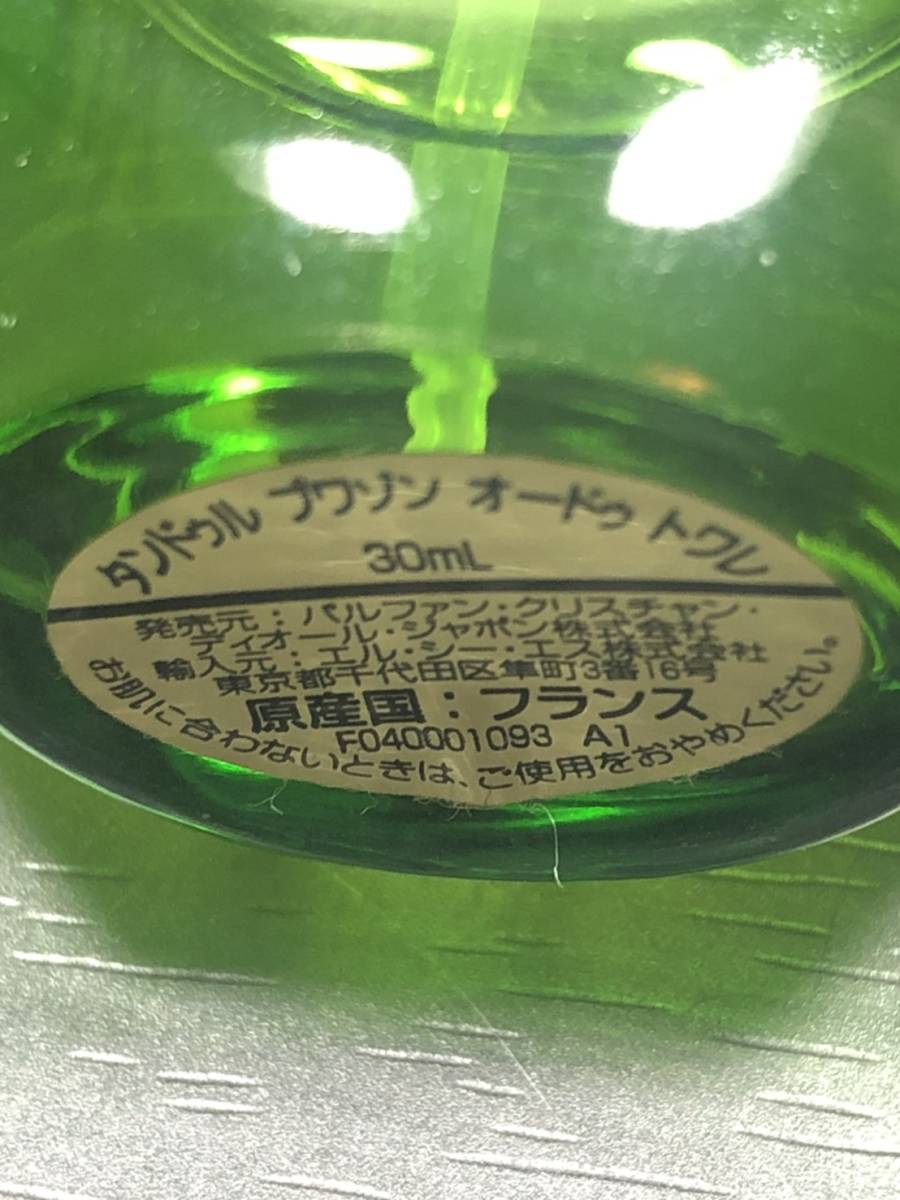 タンドゥル プワゾン オードゥ トワレ
30mL
発売元：パルファン・クリスチャン・
ディオール・ジャポン株式会社
輸入元：エル・シー・エス株式会社
東京都千代田区隼町3番16号
原産国：フランス
F040001093 A1
お肌に合わないときは、ご使用をおやめください。